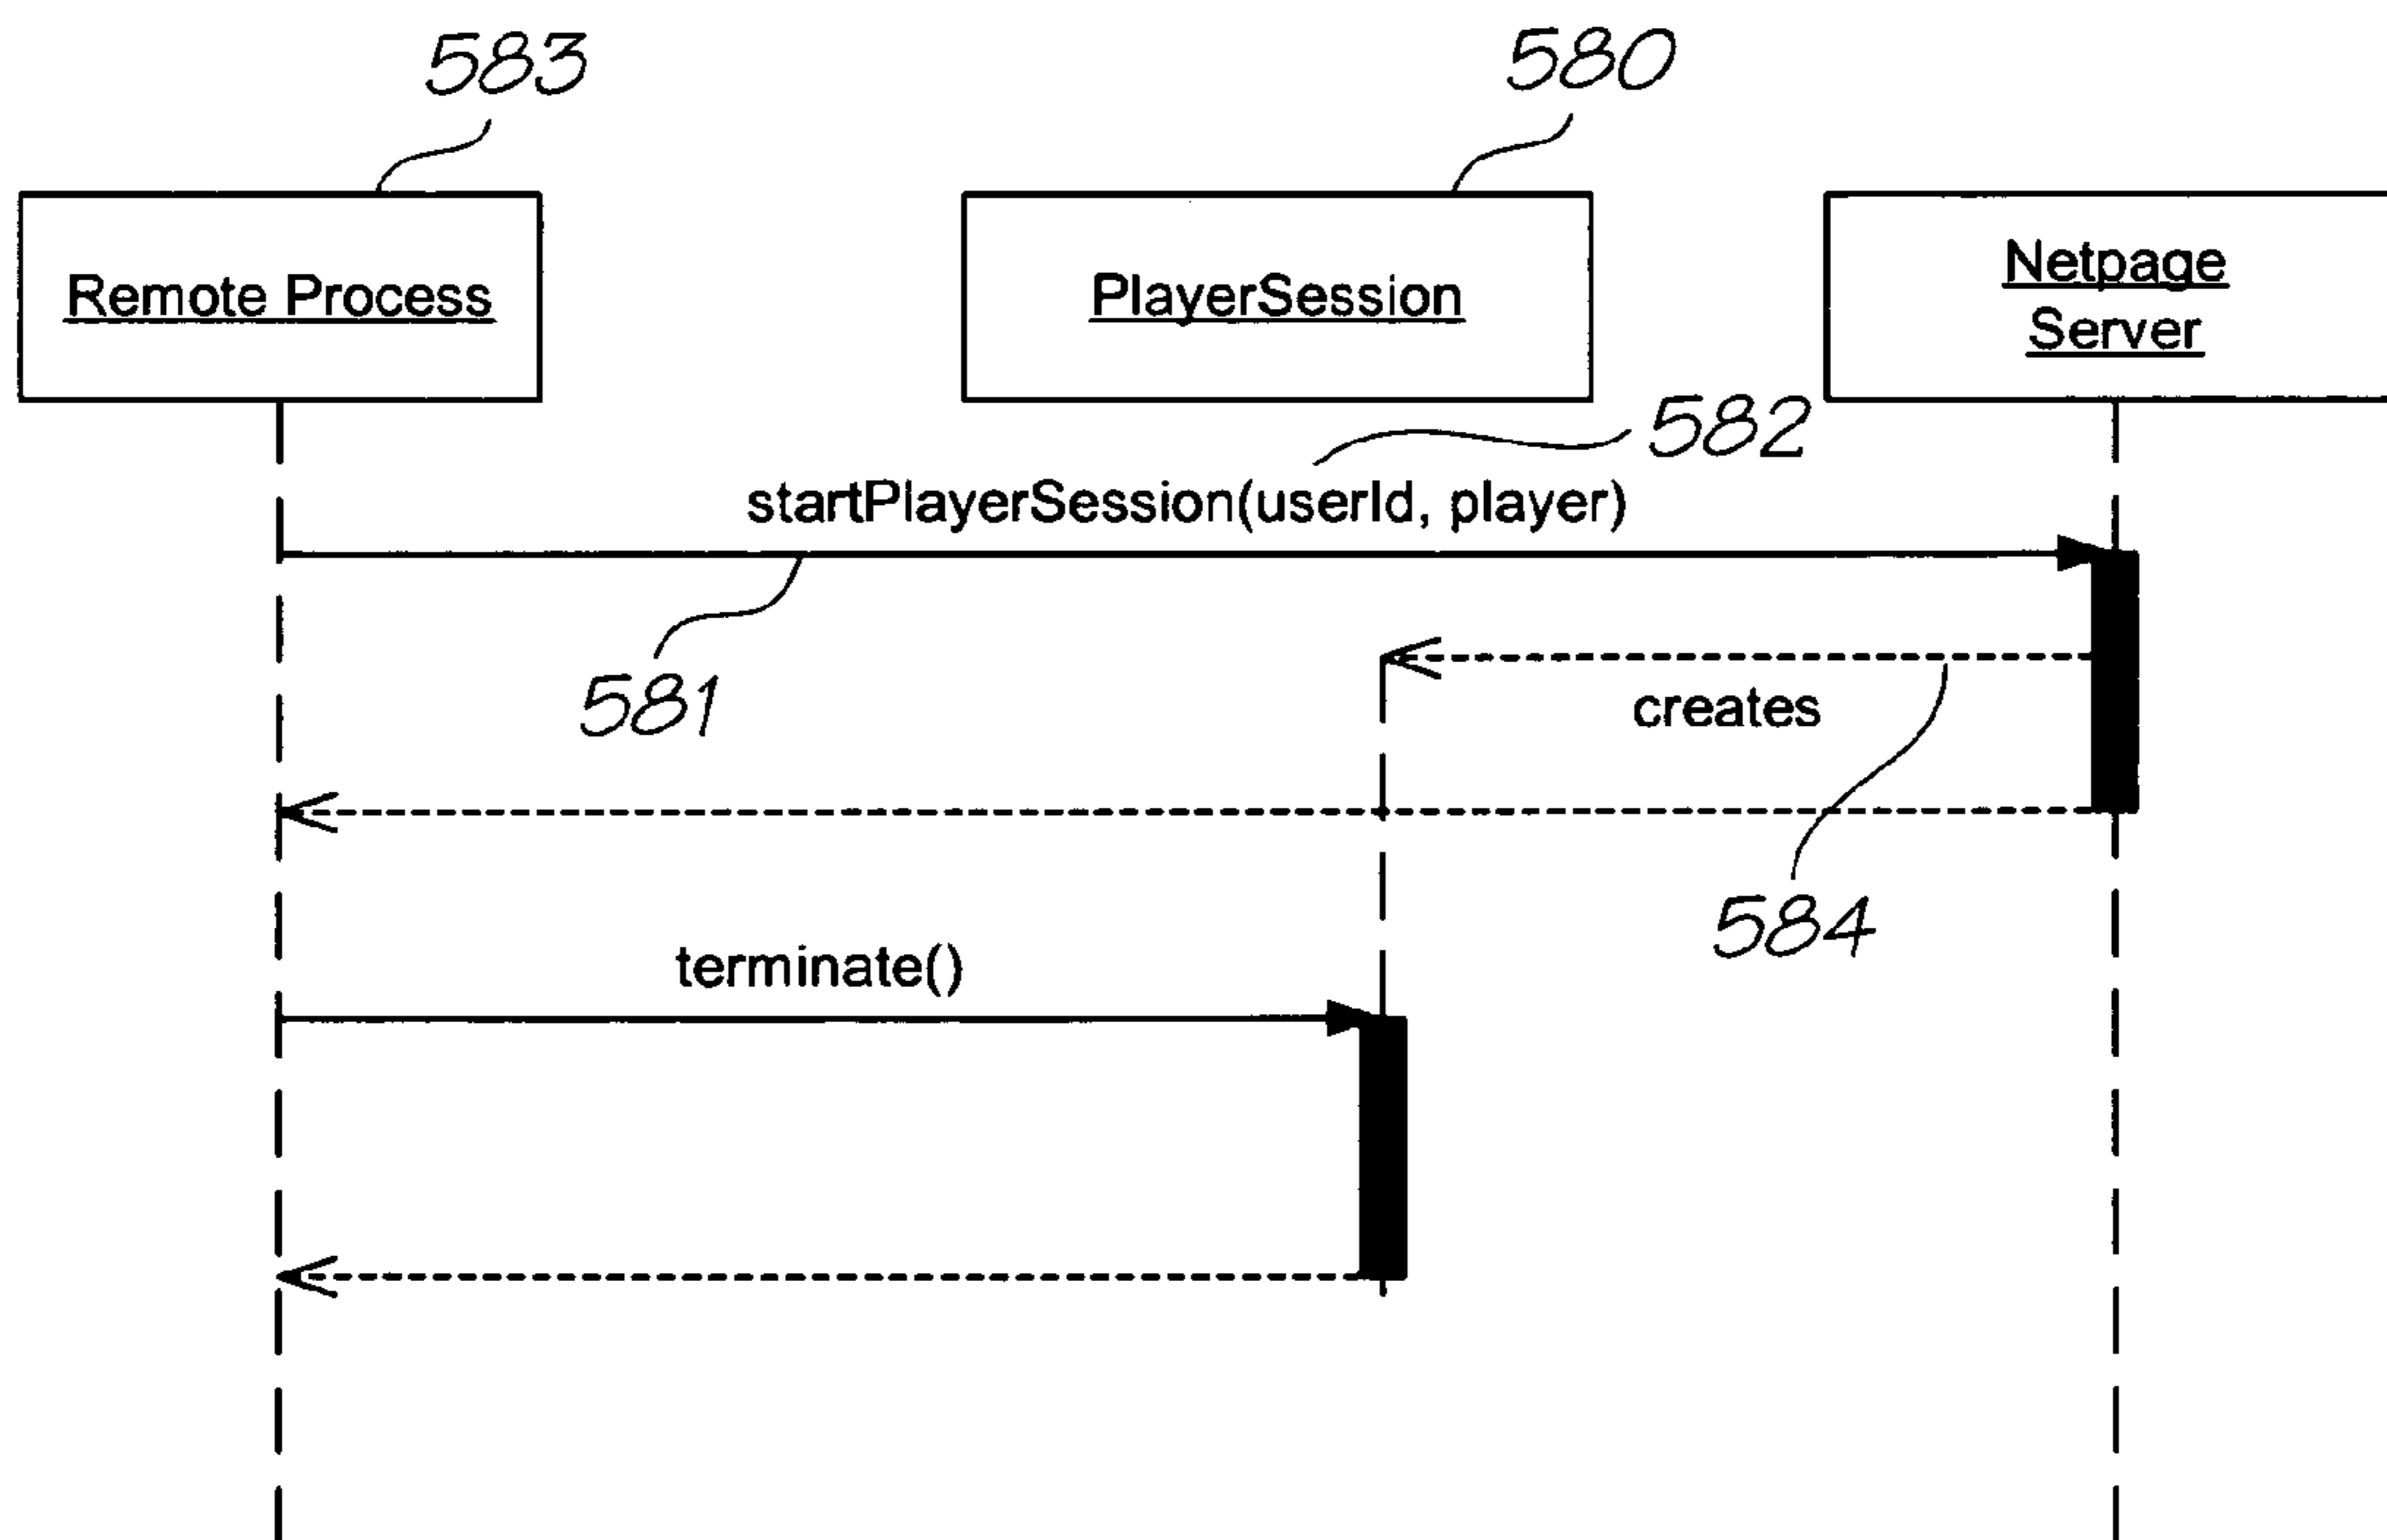 583
580
Remote Process
PlayerSession
Netpage
Server
582
startPlayerSession(userId, player)
581
creates
584
terminate()